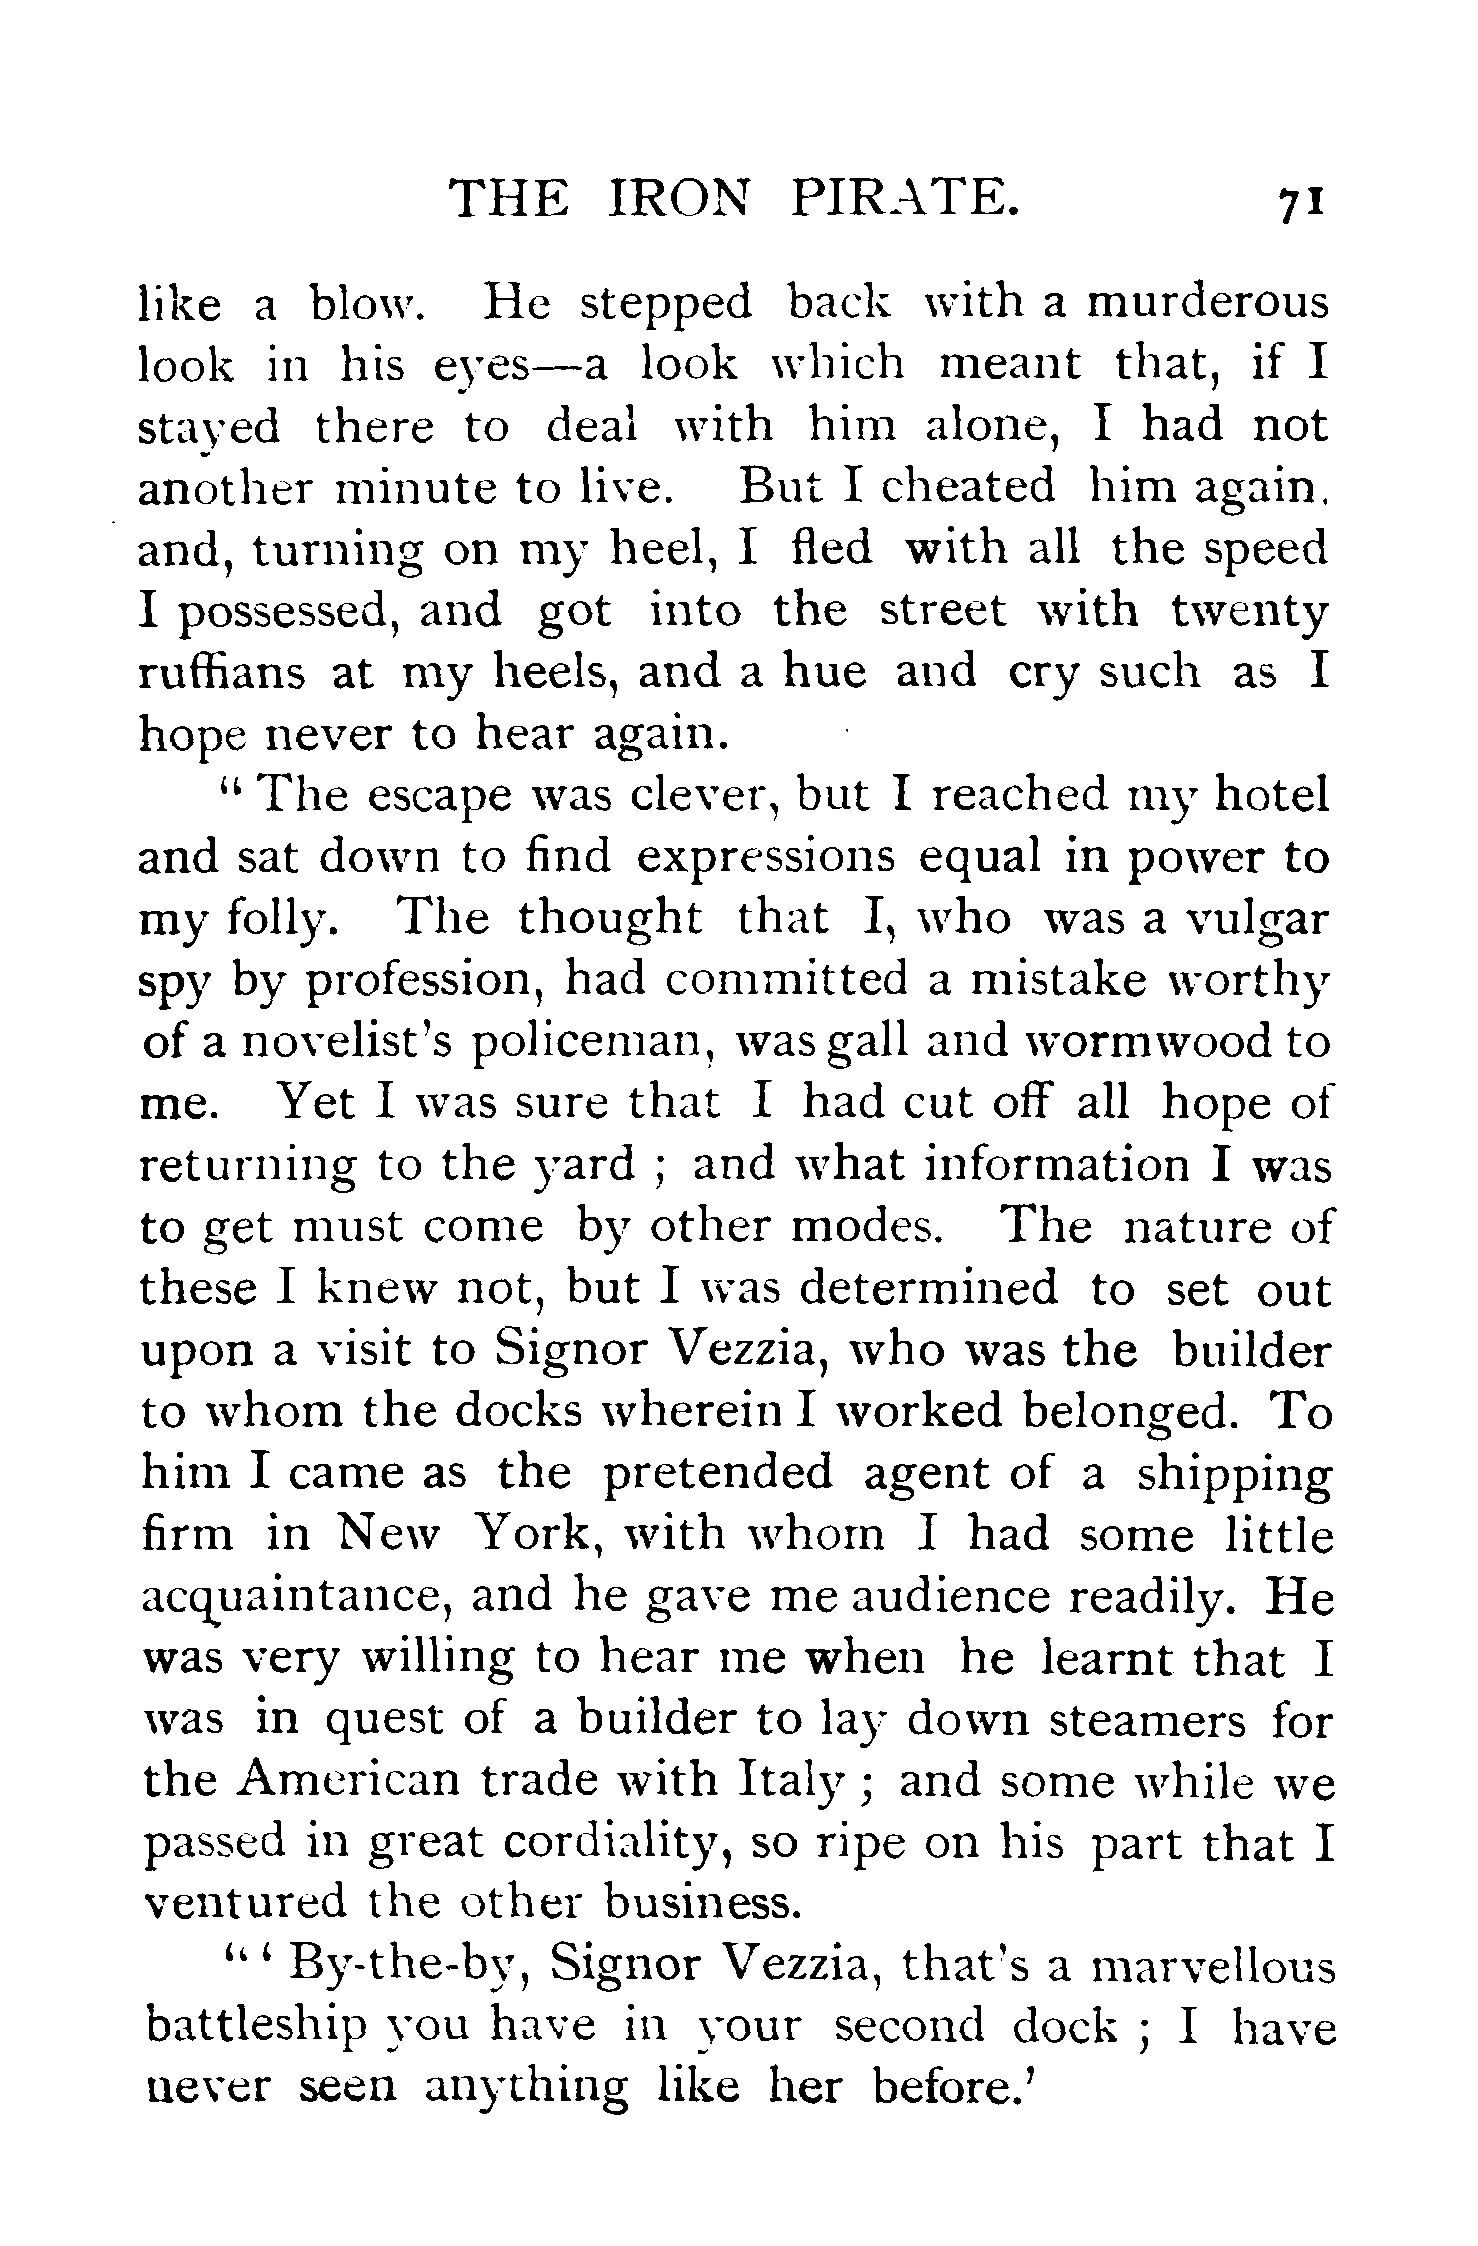 THE IRON PIRATE. 71
like a blow. He stepped back with a murderous
look in his eyes—a look which meant that, if I
stayed there to deal with him alone, I had not
another minute to live. But I cheated him again.
and, turning on my heel, I fled with all the speed
I possessed, and got into the street with twenty
ruffians at my heels, and a hue and cry such as I
hope never to hear again.
“ The escape was clever, but I reached my hotel
and sat down to find expressions equal in power to
my folly. The thought that I, who was a vulgar
spy by profession, had committed a mistake worthy
of a novelist’s policeman, was gall and wormwood to
me. Yet I was sure that I had cut off all hope of
returning to the yard ; and what information I was
to get must come by other modes. The nature of
these I knew not, but I was determined to set out
upon a visit to Signor Vezzia, who was the builder
to whom the docks wherein I worked belonged. To
him I came as the pretended agent of a shipping
firm in New York, with whom I had some little
acquaintance, and he gave me audience readily. He
was very willing to hear me when he learnt that I
was in quest of a builder to lay down steamers for
the American trade with Italy ; and some while we
passed in great cordiality, so ripe on his part that I
ventured the other business.
“ ‘ By-the-by, Signor Vezzia, that’s a marvellous
battleship you have in your second dock ; I have
never seen anything like her before.’